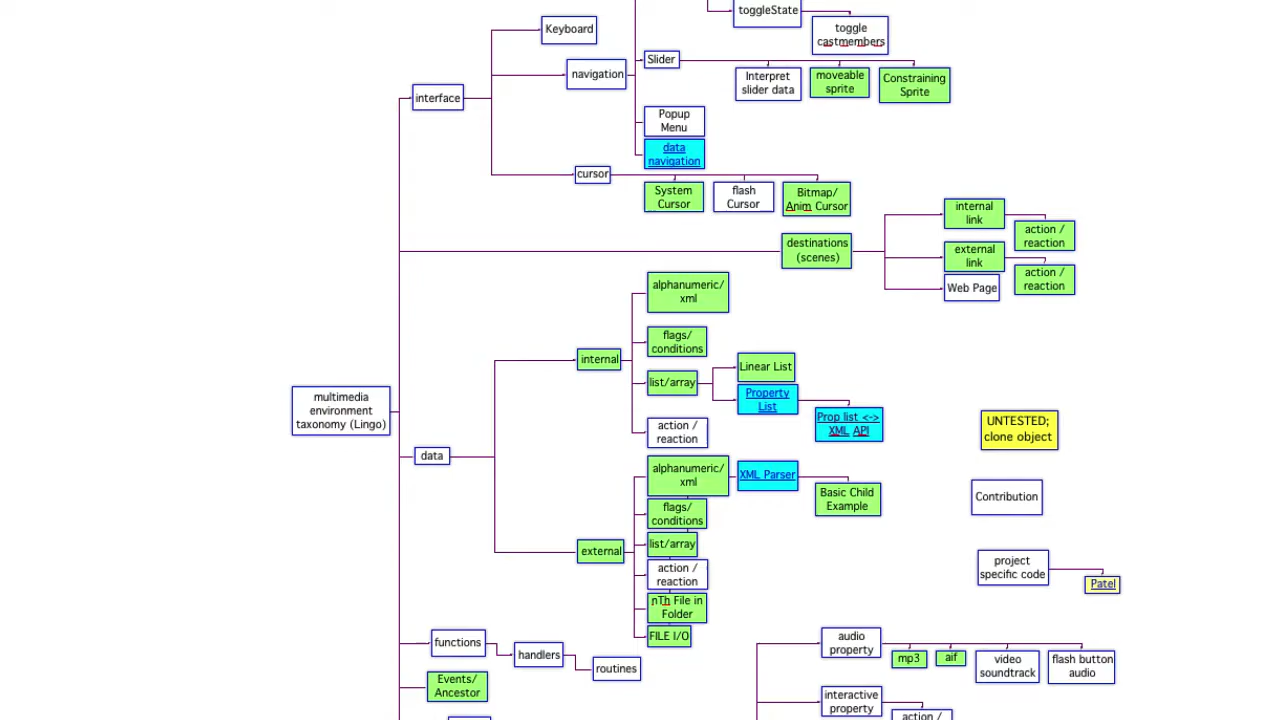 toggleState
toggle
castmembers
Keyboard
navigation
Slider
Interpret
slider data
moveable
sprite
Constraining
Sprite
interface
Popup
Menu
data
navigation
cursor
System
Cursor
flash
Cursor
Bitmap/
Anim Cursor
destinations
(scenes)
internal
link
action /
reaction
external
link
action /
reaction
Web Page
alphanumeric/
xml
flags/
conditions
internal
list/array
Linear List
Property
List
Prop list <->
XML API
action /
reaction
multimedia
environment
taxonomy (Lingo)
UNTESTED;
clone object
data
alphanumeric/
xml
XML Parser
Basic Child
Example
Contribution
flags/
conditions
external
list/array
action /
reaction
project
specific code
Patel
nTh File in
Folder
FILE I/O
functions
handlers
routines
audio
property
mp3
aif
video
soundtrack
flash button
audio
Events/
Ancestor
interactive
property
action /